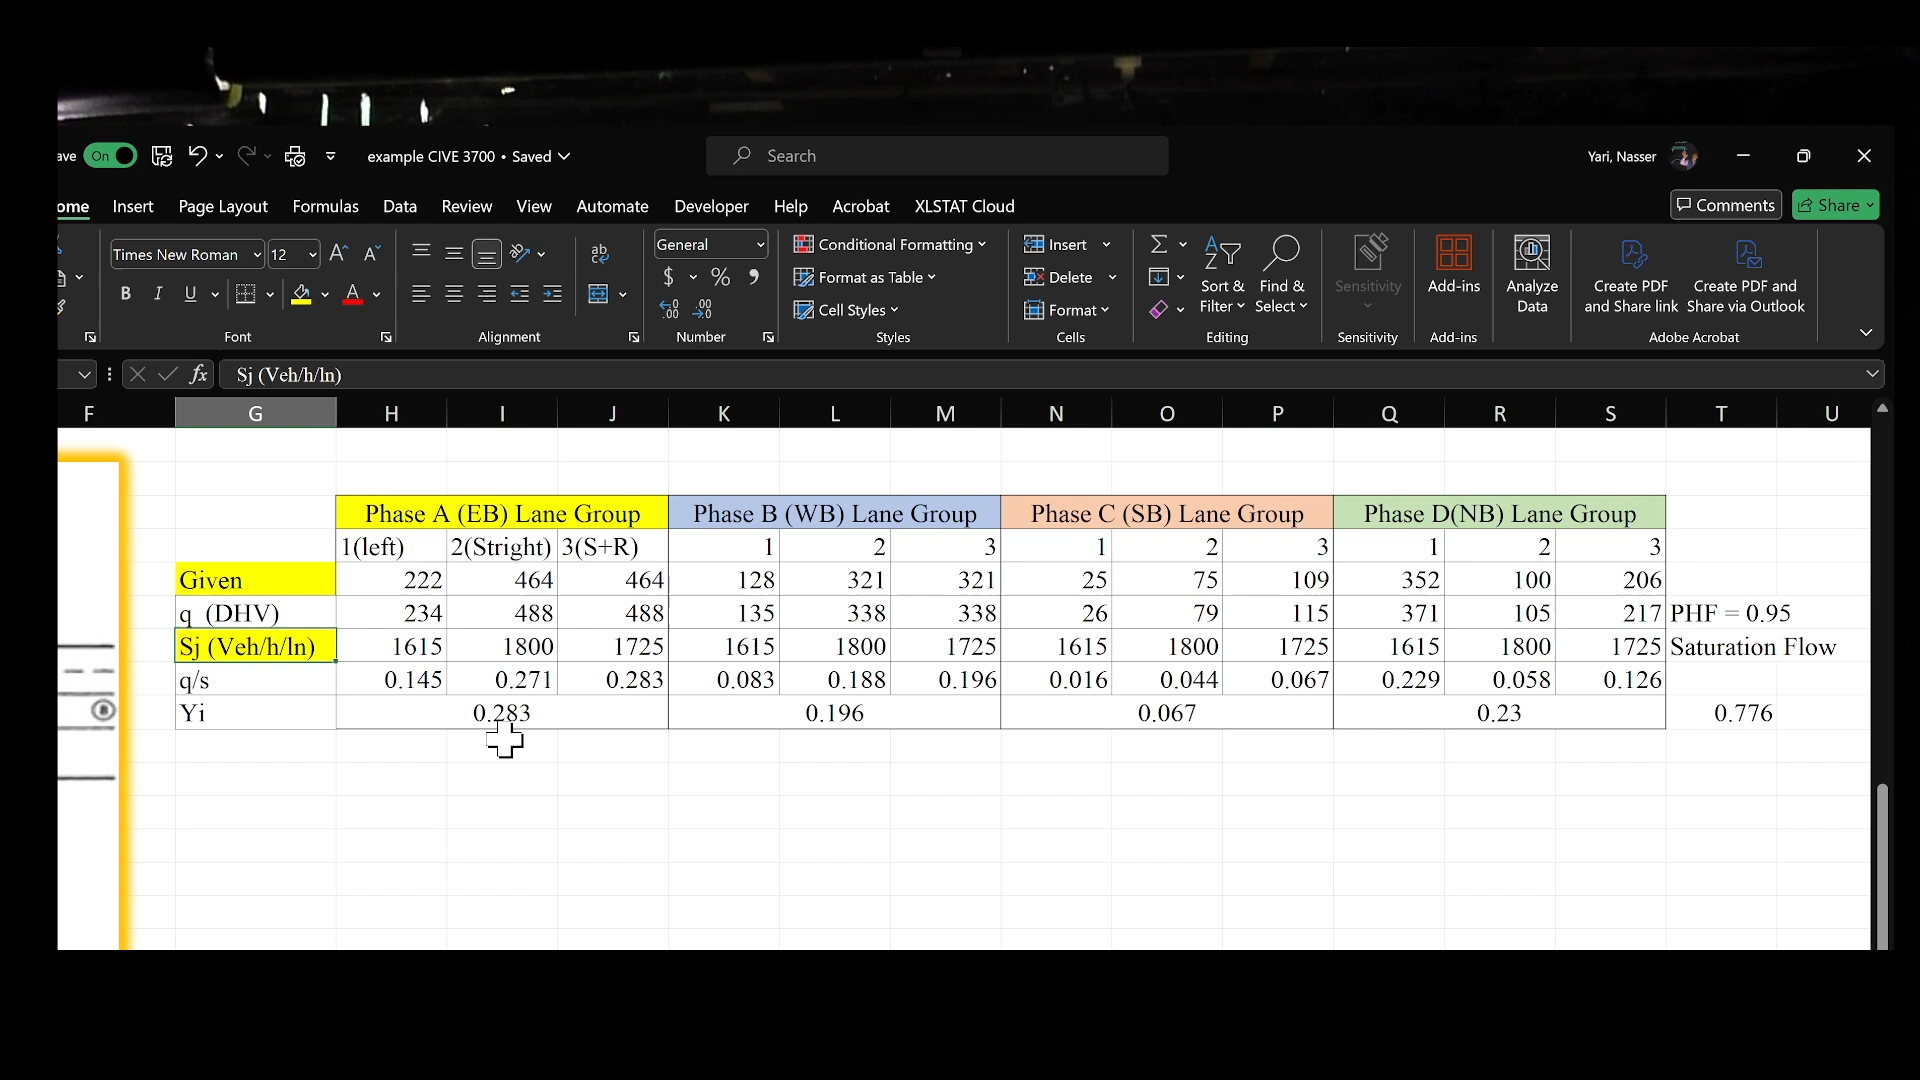 ave On example CIVE 3700 • Saved Search Yari, Nasser
ome Insert Page Layout Formulas Data Review View Automate Developer Help Acrobat XLSTAT Cloud Comments Share
Times New Roman 12 General Conditional Formatting Insert
Format as Table Delete Sort & Filter Find & Select Sensitivity Add-ins Analyze Data Create PDF and Share link Create PDF and Share via Outlook
Cell Styles Format
Font Alignment Number Styles Cells Editing Sensitivity Add-ins Adobe Acrobat
fx Sj (Veh/h/ln)
F G H I J K L M N O P Q R S T U
Phase A (EB) Lane Group Phase B (WB) Lane Group Phase C (SB) Lane Group Phase D(NB) Lane Group
1(left) 2(Stright) 3(S+R) 1 2 3 1 2 3 1 2 3
Given 222 464 464 128 321 321 25 75 109 352 100 206
q (DHV) 234 488 488 135 338 338 26 79 115 371 105 217 PHF = 0.95
Sj (Veh/h/ln) 1615 1800 1725 1615 1800 1725 1615 1800 1725 1615 1800 1725 Saturation Flow
q/s 0.145 0.271 0.283 0.083 0.188 0.196 0.016 0.044 0.067 0.229 0.058 0.126
Yi 0.283 0.196 0.067 0.23 0.776